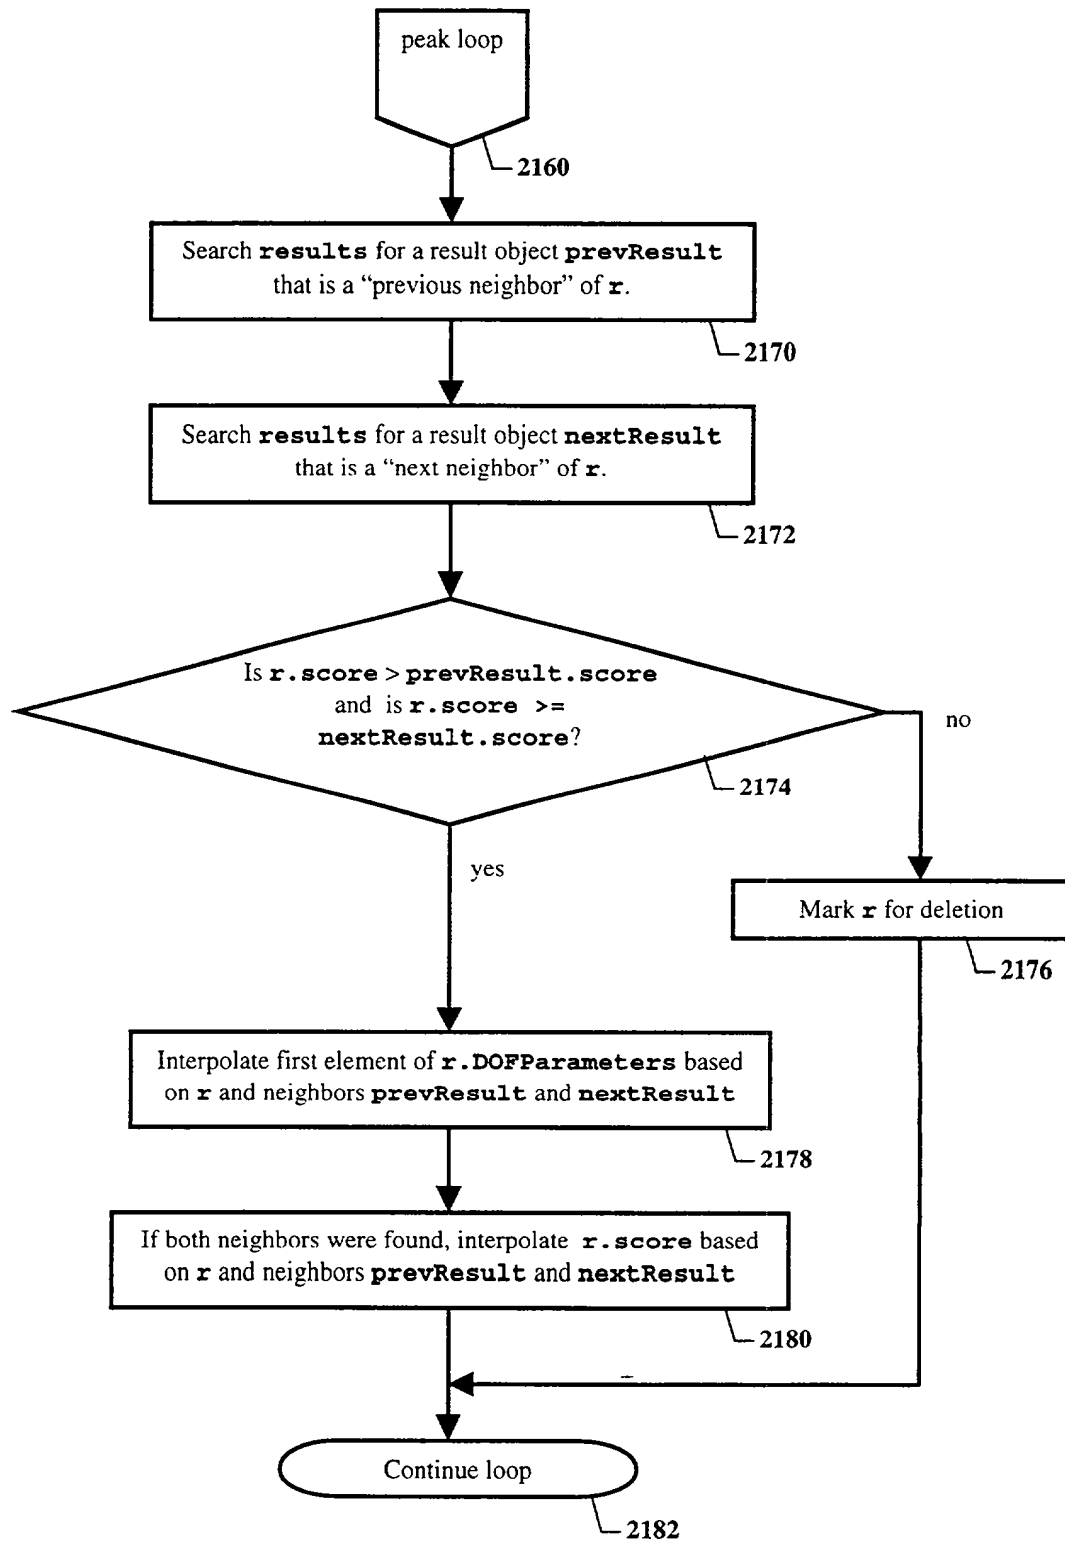 peak loop
2160
Search results for a result object prevResult
that is a “previous neighbor” of r.
2170
Search results for a result object nextResult
that is a “next neighbor” of r.
2172
Is r.score > prevResult.score
and is r.score >=
nextResult.score?
no
2174
yes
Mark r for deletion
2176
Interpolate first element of r.DOFParameters based
on r and neighbors prevResult and nextResult
2178
If both neighbors were found, interpolate r.score based
on r and neighbors prevResult and nextResult
2180
Continue loop
2182